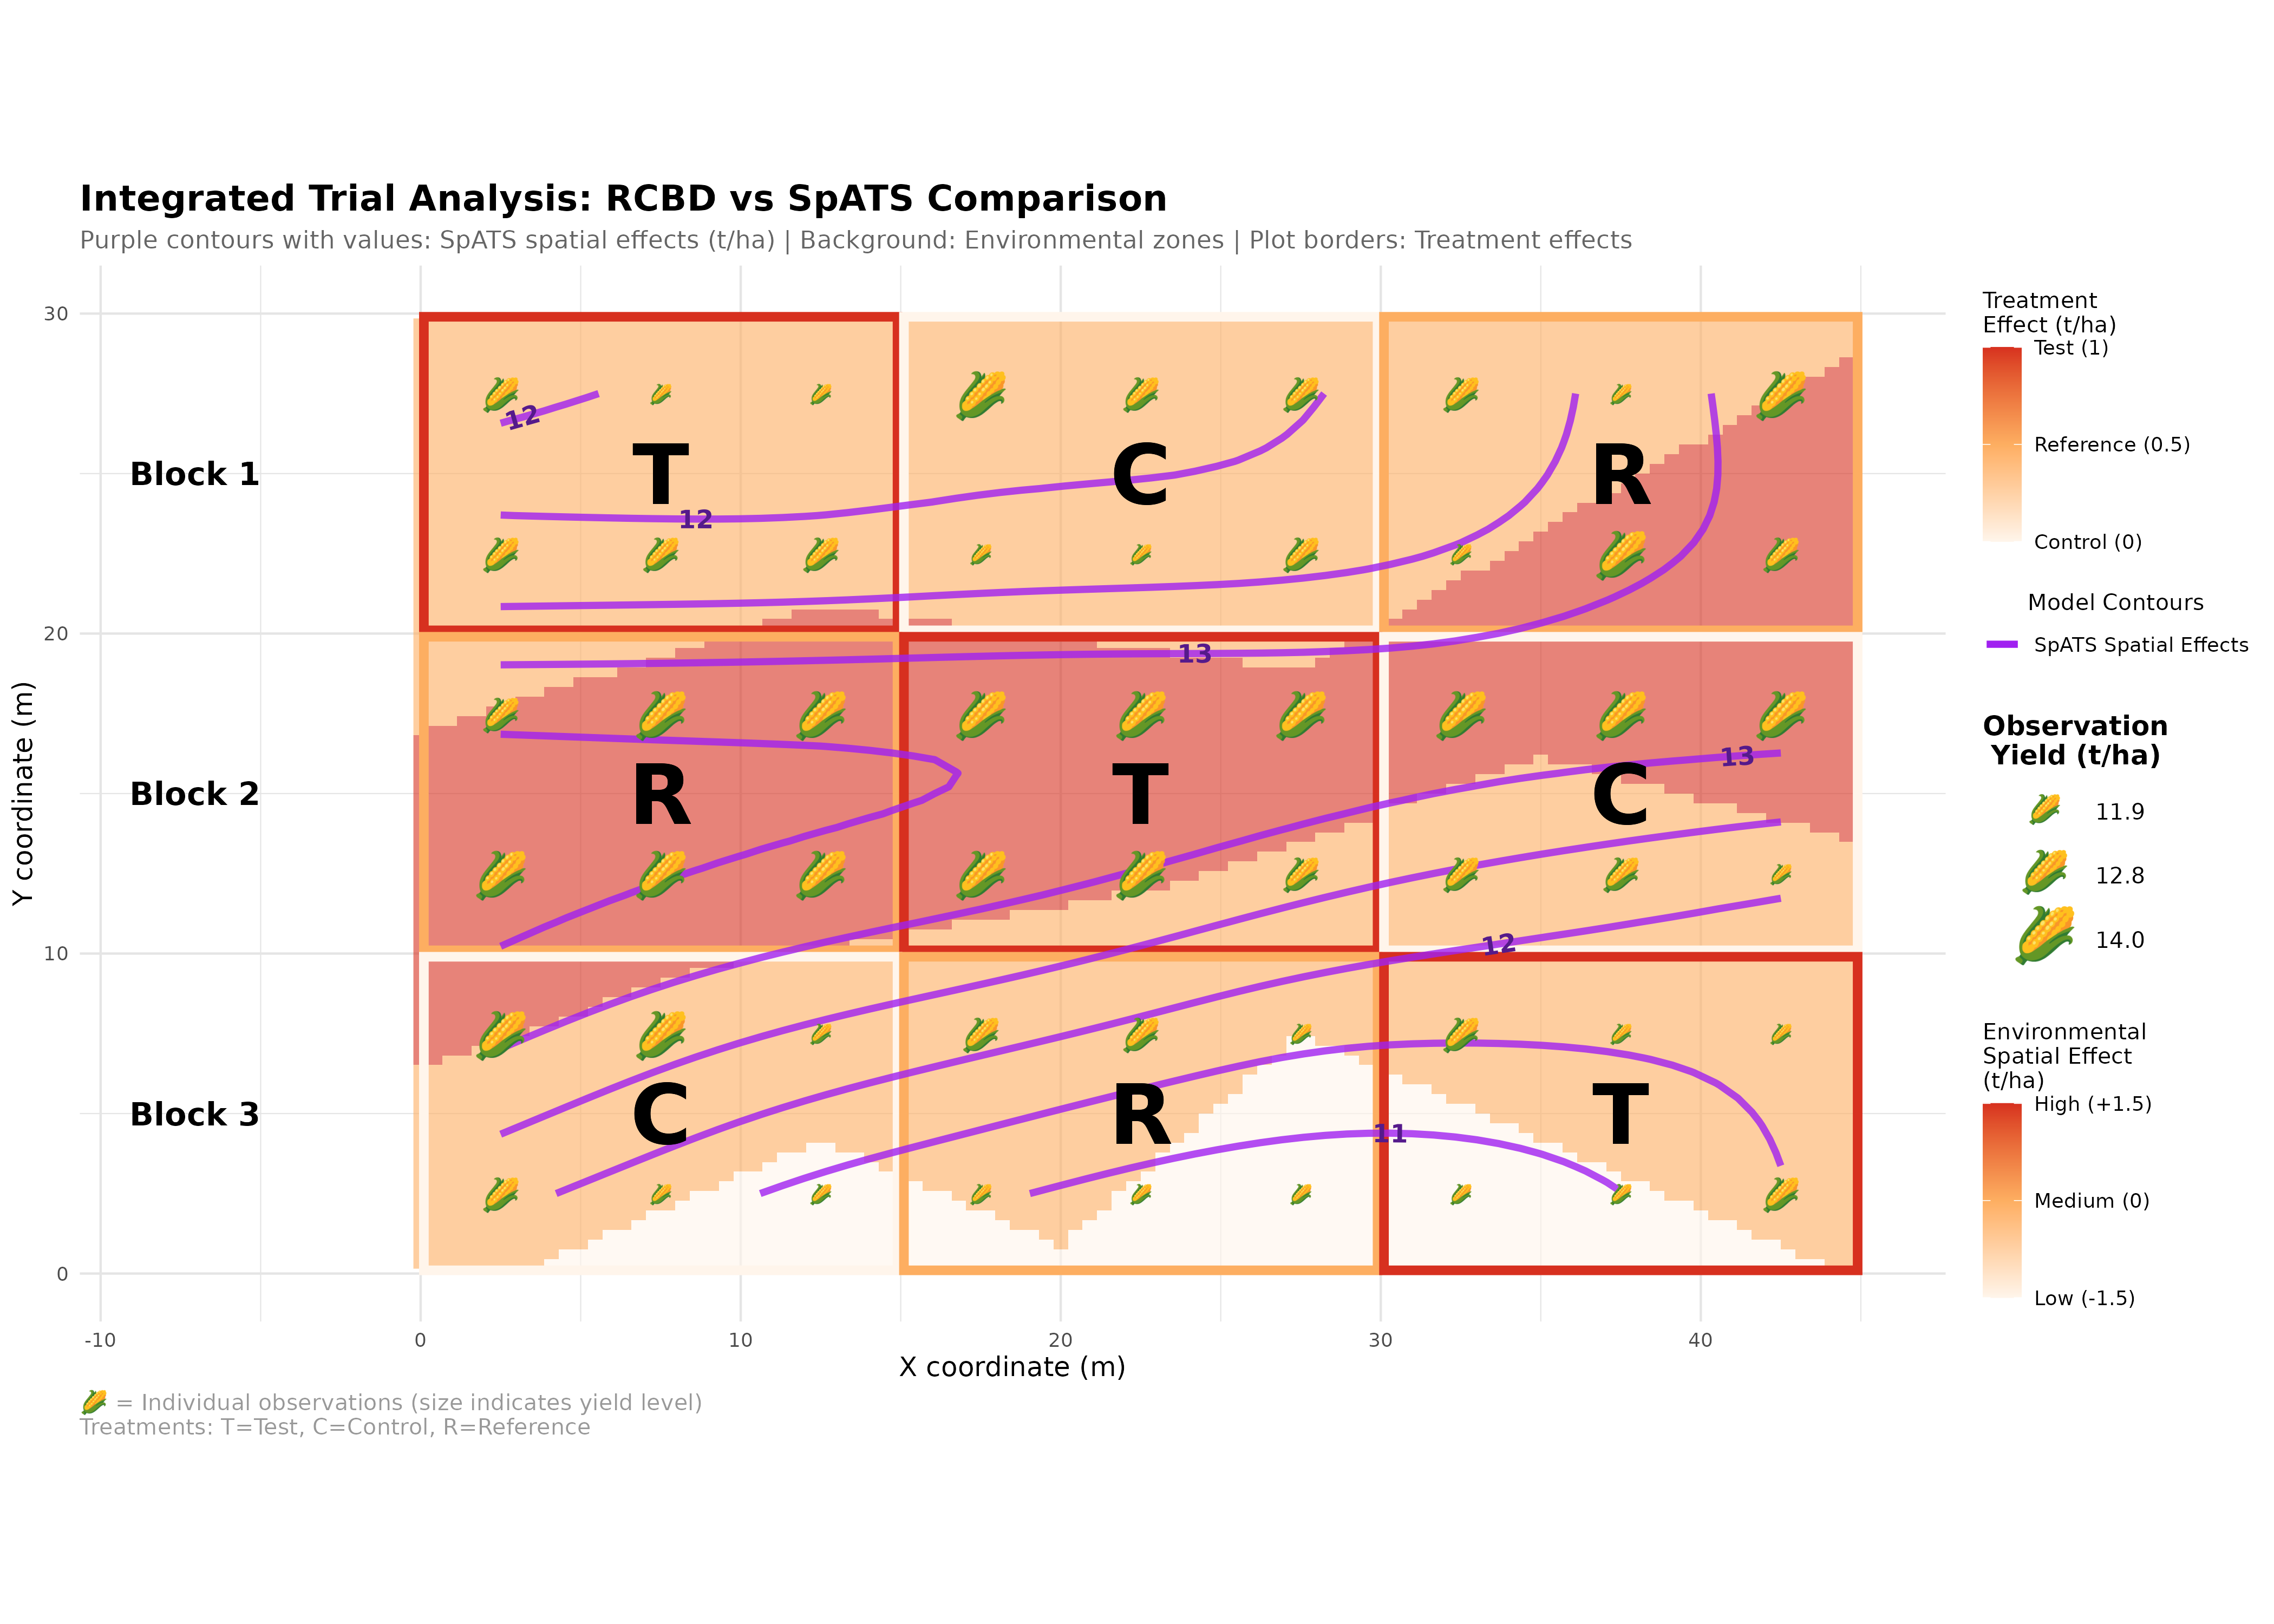 Integrated Trial Analysis: RCBD vs SpATS Comparison
Purple contours with values: SpATS spatial effects (t/ha) | Background: Environmental zones | Plot borders: Treatment effects
30
20
10
0
Y coordinate (m)
Block 1
Block 2
Block 3
T
C
R
R
T
C
C
R
T
12
12
13
13
12
11
-10
0
10
20
30
40
X coordinate (m)
🌽 = Individual observations (size indicates yield level)
Treatments: T=Test, C=Control, R=Reference
Treatment
Effect (t/ha)
Test (1)
Reference (0.5)
Control (0)
Model Contours
SpATS Spatial Effects
Observation
Yield (t/ha)
11.9
12.8
14.0
Environmental
Spatial Effect
(t/ha)
High (+1.5)
Medium (0)
Low (-1.5)